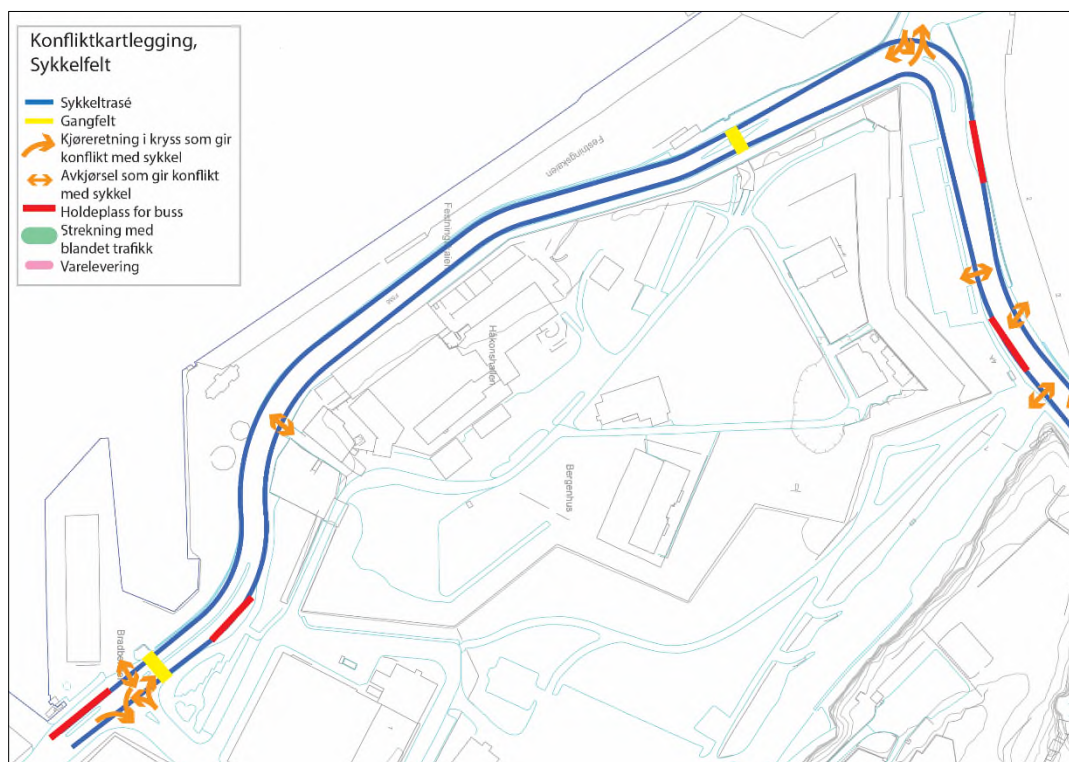 Konfliktkartlegging,
Sykkelfelt
Sykkeltrasé
Gangfelt
Kjøreretning i kryss som gir
konflikt med sykkel
Avkjørsel som gir konflikt
med sykkel
Holdeplass for buss
Strekning med
blandet trafikk
Varelevering
Festningskaien
Håkonshallen
Bergenhus